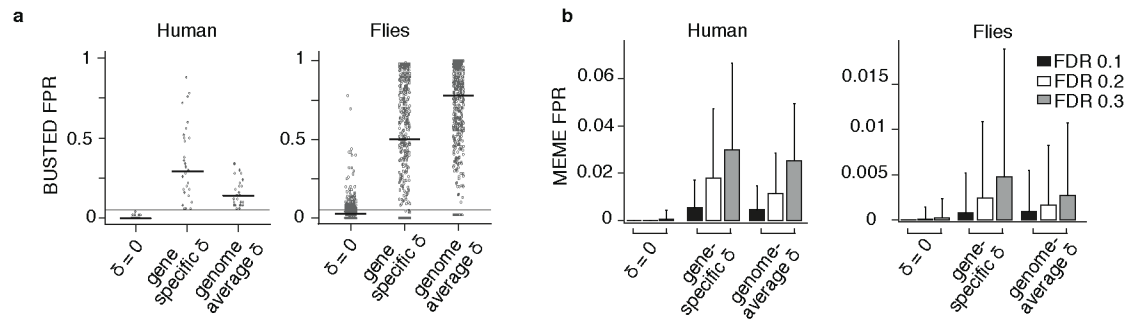 a
Human
Flies
BUSTED FPR
1
0.5
0
δ = 0
gene
specific δ
genome
average δ
1
0.5
0
δ = 0
gene
specific δ
genome
average δ
b
Human
Flies
MEME FPR
0.06
0.04
0.02
0
δ = 0
gene-
specific δ
genome-
average δ
0.015
0.01
0.005
0
δ = 0
gene-
specific δ
genome-
average δ
FDR 0.1
FDR 0.2
FDR 0.3